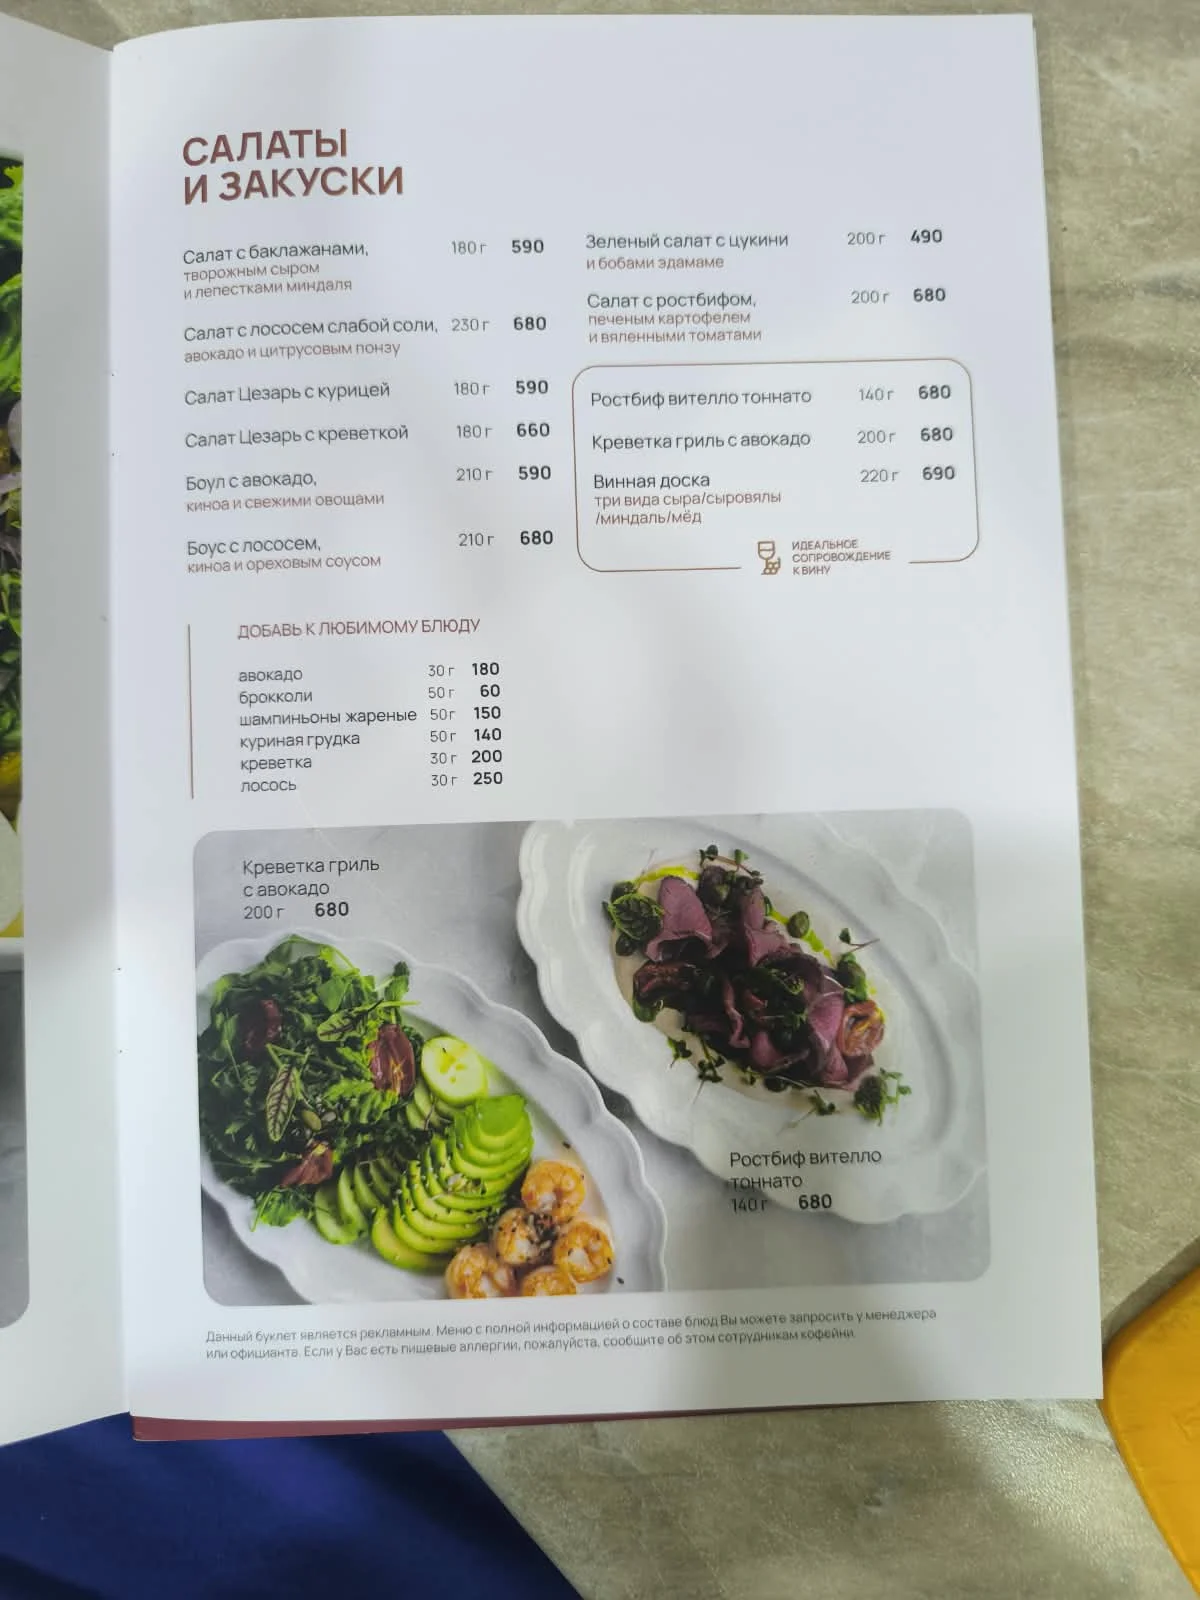 САЛАТЫ
И ЗАКУСКИ
Салат с баклажанами, 180 г 590
творожным сыром
и лепестками миндаля
Салат с лососем слабой соли, 230 г 680
авокадо и цитрусовым понзу
Салат Цезарь с курицей 180 г 590
Салат Цезарь с креветкой 180 г 660
Боул с авокадо, 210 г 590
киноа и свежими овощами
Боус с лососем, 210 г 680
киноа и ореховым соусом
Зеленый салат с цукини 200 г 490
и бобами эдамаме
Салат с ростбифом, 200 г 680
печеным картофелем
и вяленными томатами
Ростбиф вителло тоннато 140 г 680
Креветка гриль с авокадо 200 г 680
Винная доска 220 г 690
три вида сыра/сыровялы
/миндаль/мёд
ИДЕАЛЬНОЕ
СОПРОВОЖДЕНИЕ
К ВИНУ
ДОБАВЬ К ЛЮБИМОМУ БЛЮДУ
авокадо 30 г 180
брокколи 50 г 60
шампиньоны жареные 50 г 150
куриная грудка 50 г 140
креветка 30 г 200
лосось 30 г 250
Креветка гриль
с авокадо
200 г 680
Ростбиф вителло
тоннато
140 г 680
Данный буклет является рекламным. Меню с полной информацией о составе блюд Вы можете запросить у менеджера
или официанта. Если у Вас есть пищевые аллергии, пожалуйста, сообщите об этом сотрудникам кофейни.